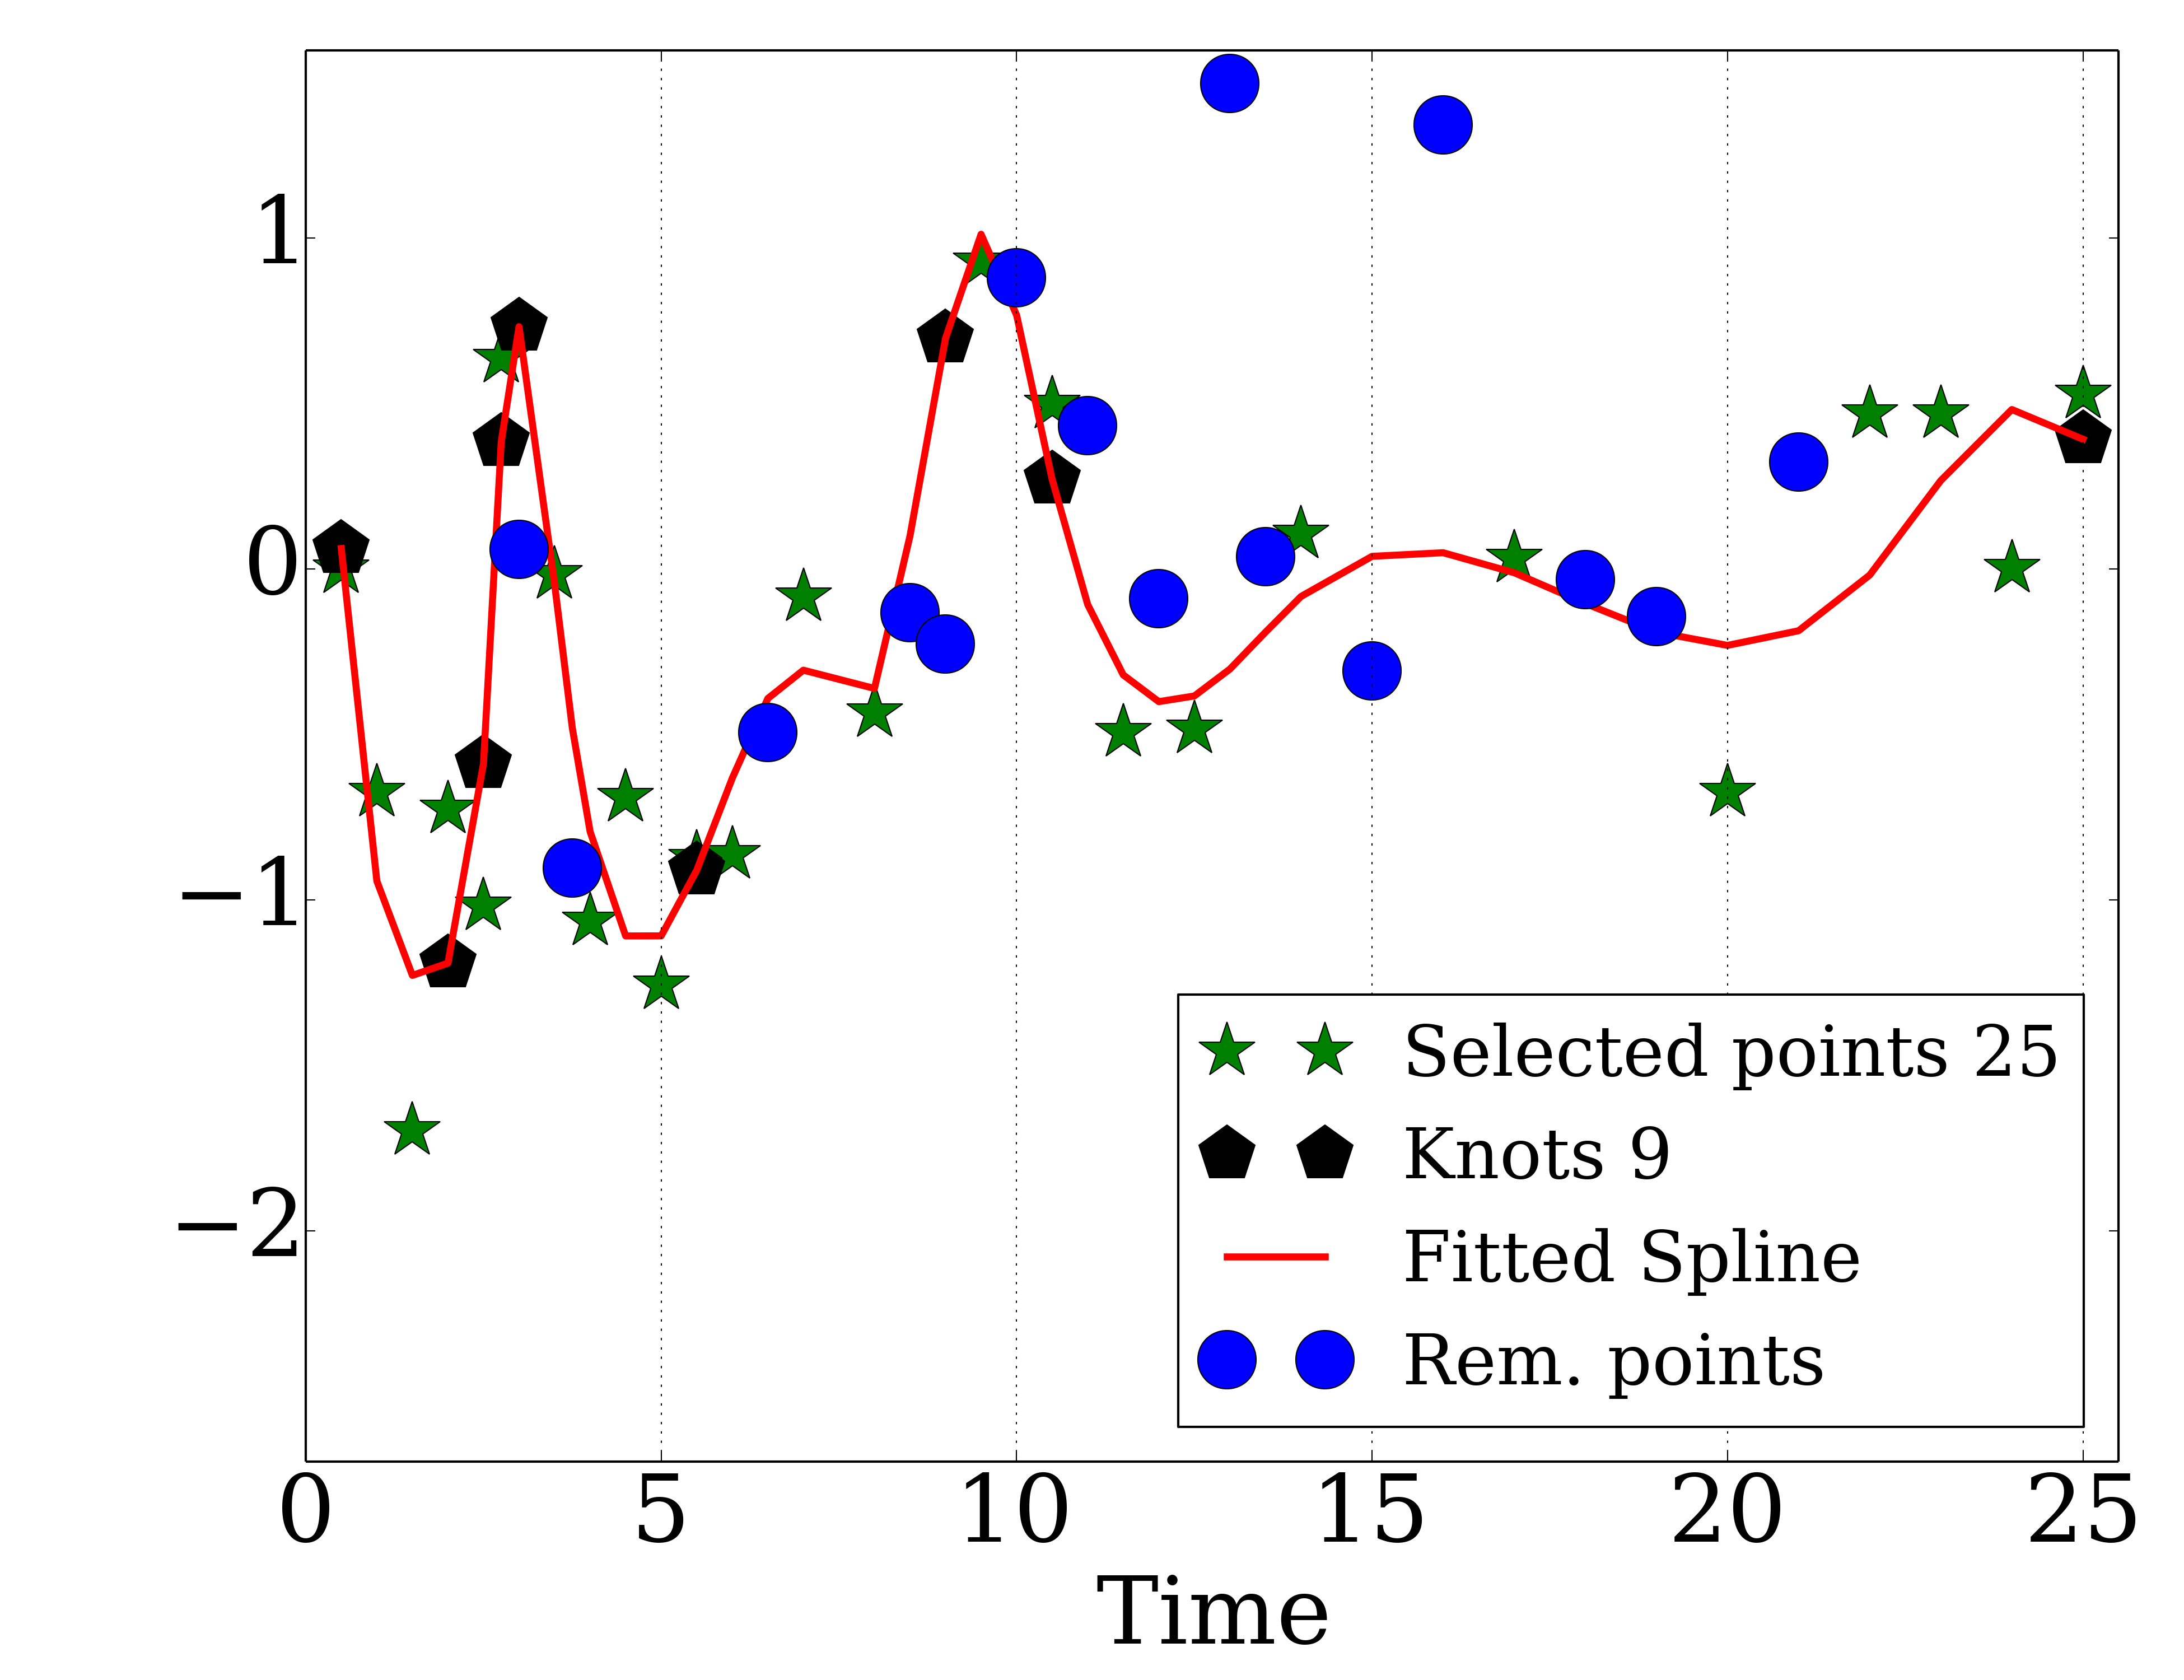 1
0
−1
−2
Selected points 25
Knots 9
Fitted Spline
Rem. points
0 5 10 15 20 25
Time